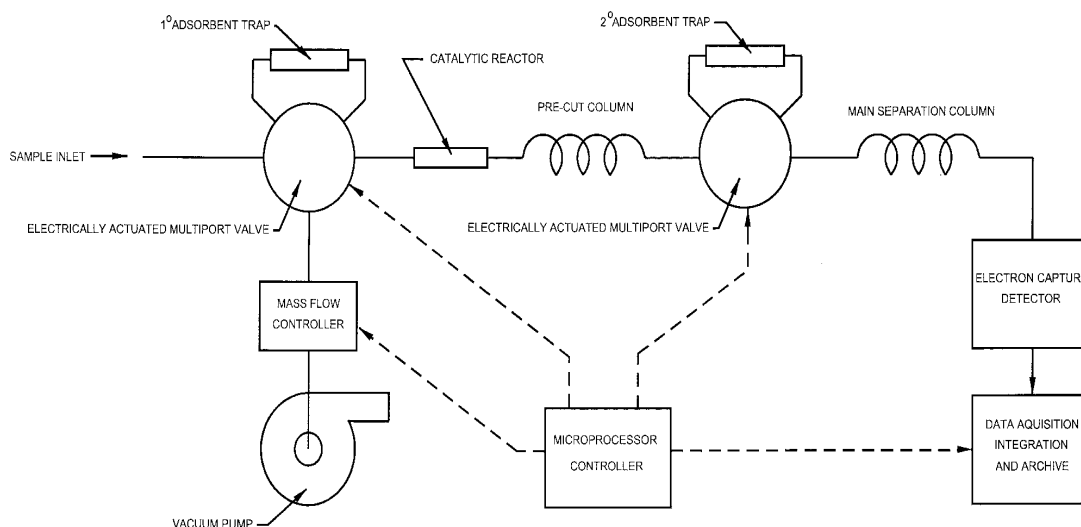 1° ADSORBENT TRAP
2° ADSORBENT TRAP
CATALYTIC REACTOR
PRE-CUT COLUMN
MAIN SEPARATION COLUMN
SAMPLE INLET
ELECTRICALLY ACTUATED MULTIPORT VALVE
ELECTRICALLY ACTUATED MULTIPORT VALVE
MASS FLOW
CONTROLLER
ELECTRON CAPTUR
DETECTOR
MICROPROCESSOR
CONTROLLER
DATA AQUISITION
INTEGRATION
AND ARCHIVE
VACUUM PUMP